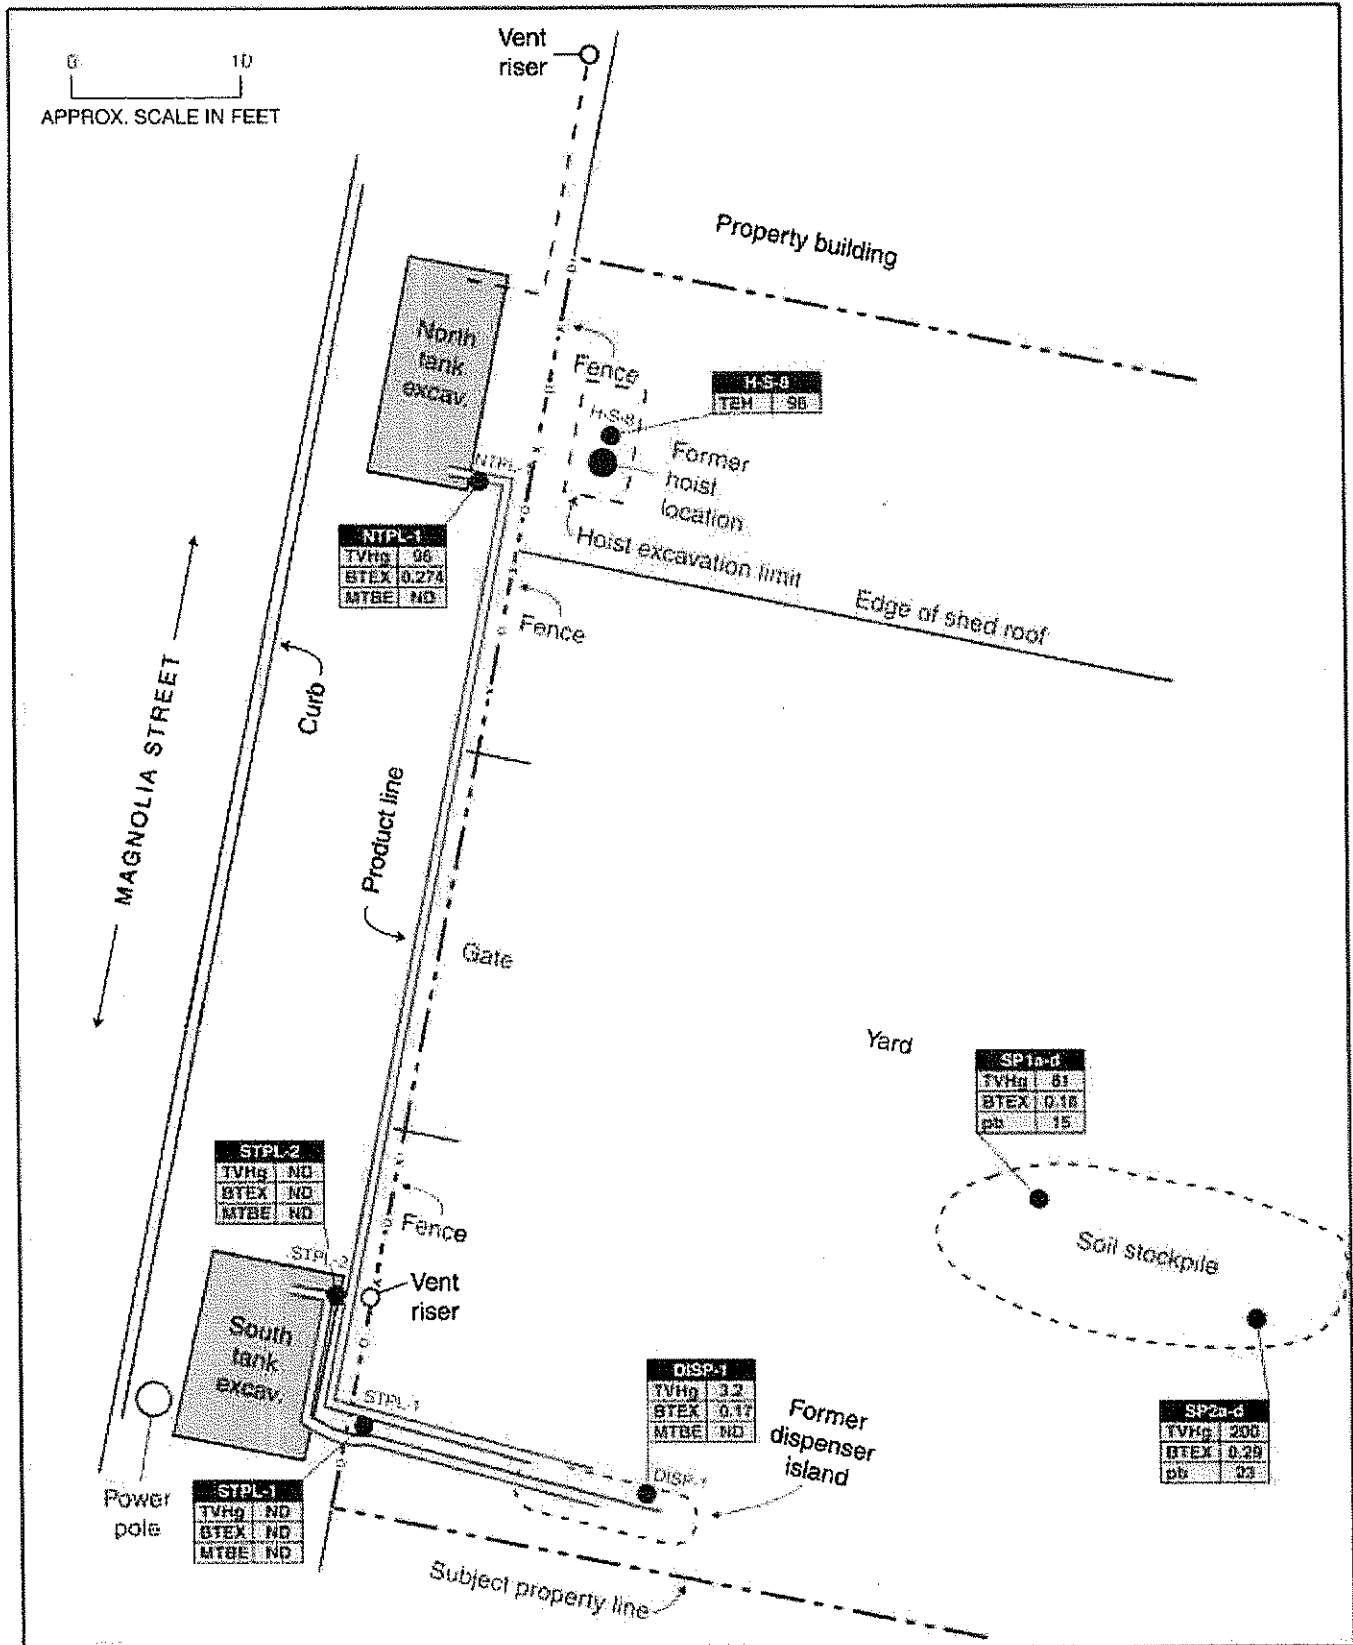 Vent
riser
0 10
APPROX. SCALE IN FEET
Property building
North
tank
excav.
Fence
H-S-8
TEH
H-S-8
Former
hoist
location
NTPL-
NTPL-1
TVHg
BTEX 0.274
MTBE ND
Hoist excavation limit
Edge of shed roof
Fence
MAGNOLIA STREET
Curb
Product line
Gate
Yard
SP1a-d
TVHg 81
BTEX 0.18
pb 15
STPL-2
TVHg ND
BTEX ND
MTBE ND
Fence
STPL-2
Soil stockpile
Vent
riser
South
tank
excav.
STPL-1
DISP-1
TVHg 3.2
BTEX 0.17
MTBE ND
Former
dispenser
island
DISP-1
SP2a-d
TVHg 200
BTEX 0.29
pb 23
Power
pole
STPL-1
TVHg ND
BTEX ND
MTBE ND
Subject property line